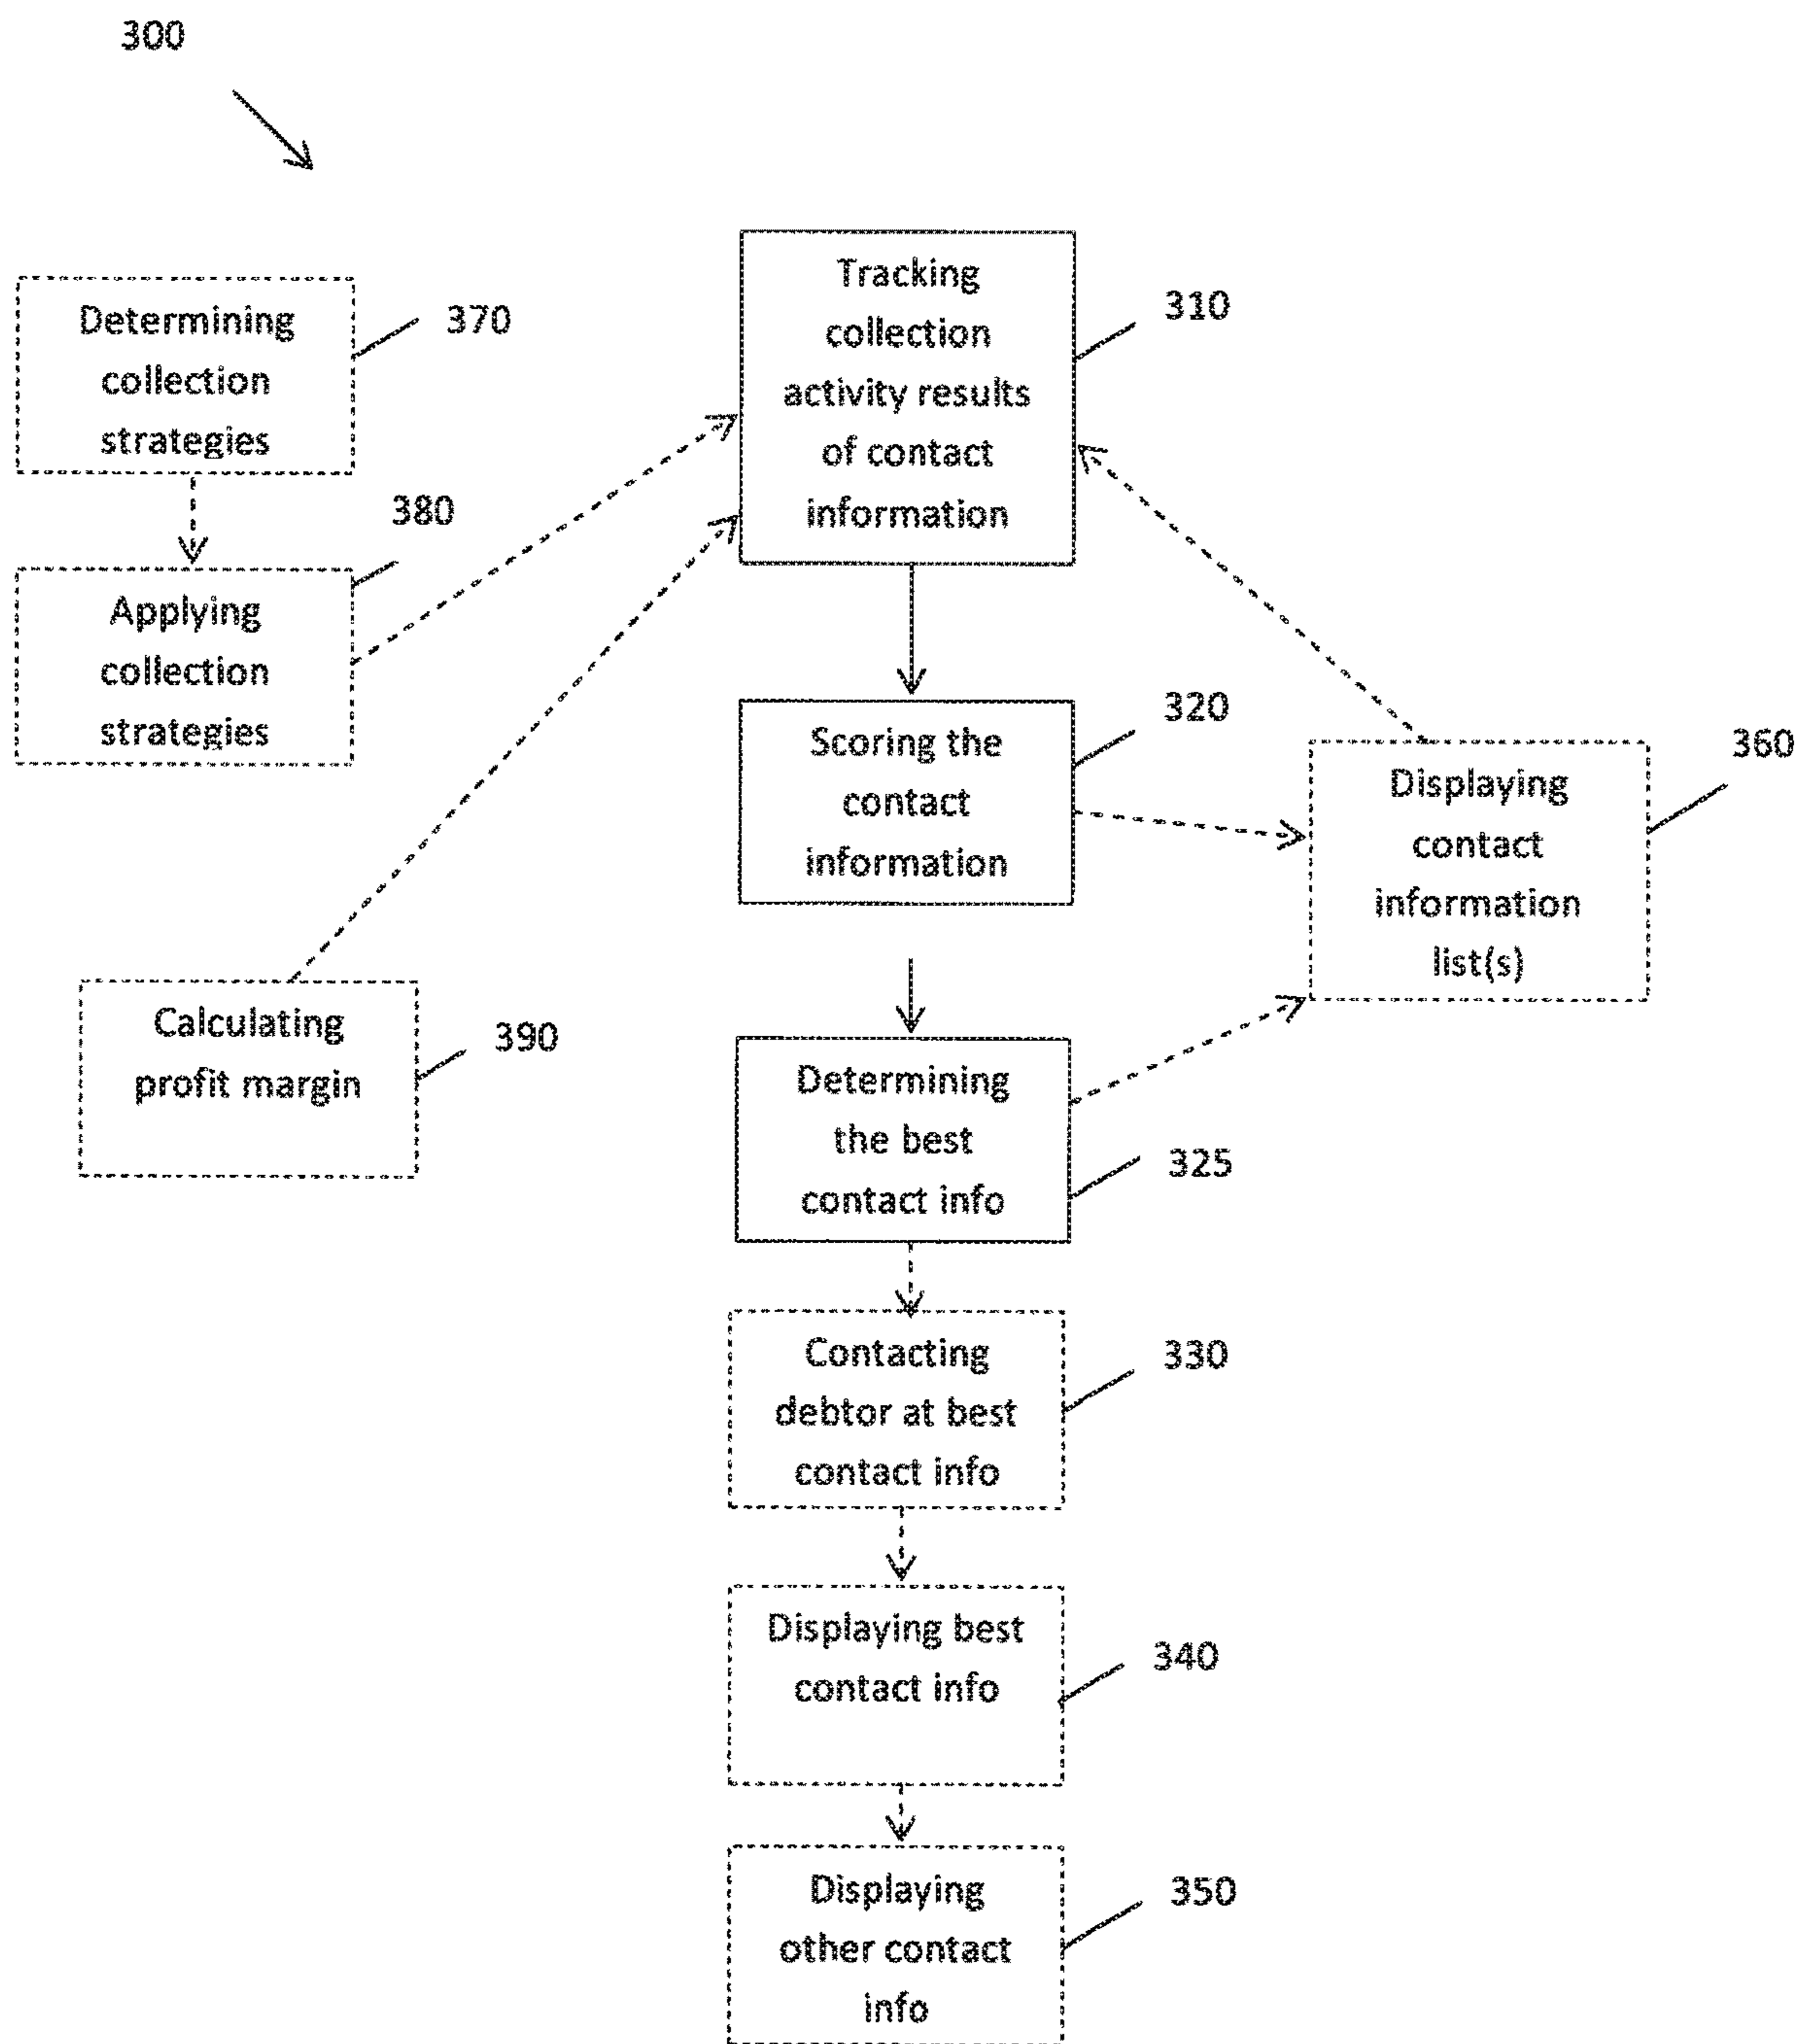 300
Determining
collection
strategies
370
380
Applying
collection
strategies
Calculating
profit margin
390
Tracking
collection
activity results
of contact
information
310
Scoring the
contact
information
320
Displaying
contact
information
list(s)
360
Determining
the best
contact info
325
Contacting
debtor at best
contact info
330
Displaying best
contact info
340
Displaying
other contact
info
350